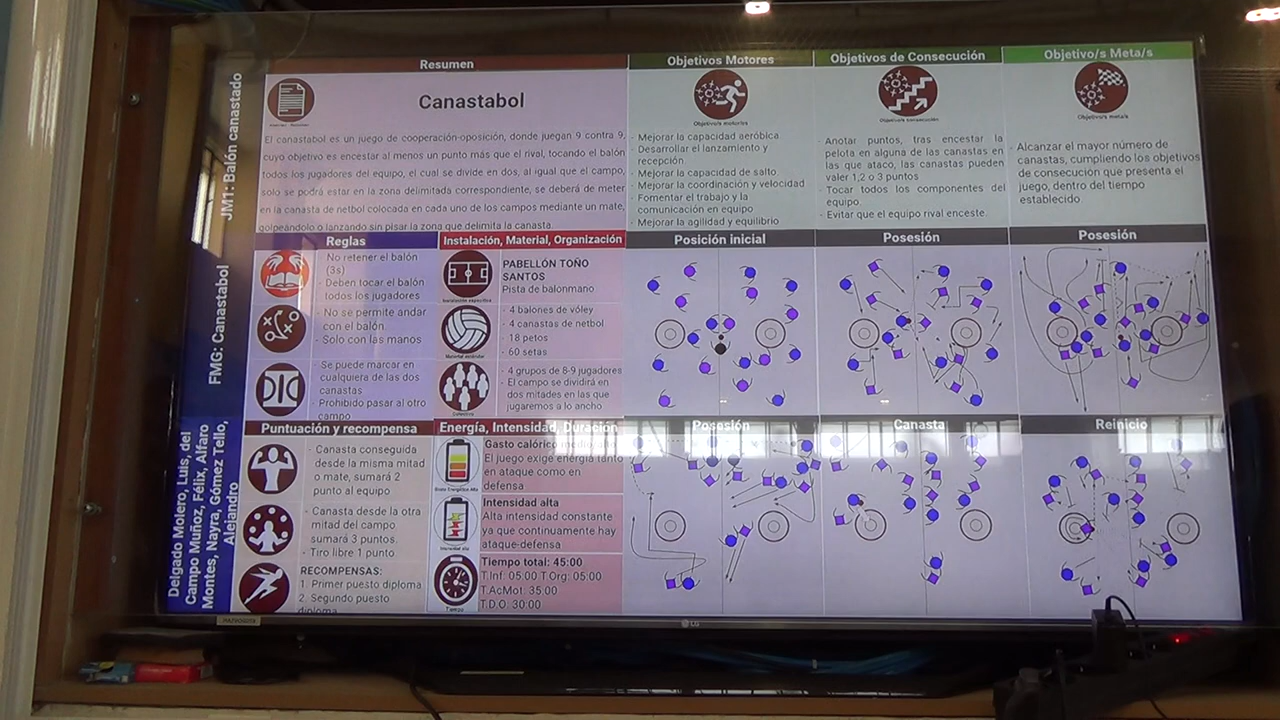 JM1: Balón canastado
FMG: Canastabol
Delgado Molero, Luis, del
Campo Muñoz, Félix, Alfaro
Montes, Nayra, Gómez Tello,
Alejandro
Resumen
Canastabol
El canastabol es un juego de cooperación-oposición, donde juegan 9 contra 9,
cuyo objetivo es encestar al menos un punto más que el rival, tocando el balón
todos los jugadores del equipo, el cual se divide en dos, al igual que el campo,
solo se podrá estar en la zona delimitada correspondiente, se deberá de meter
en la canasta de netbol colocada en cada uno de los campos mediante un mate,
golpeándolo o lanzando sin pisar la zona que delimita la canasta.
Objetivos Motores
Objetivo/s motor/es
- Mejorar la capacidad aeróbica.
- Desarrollar el lanzamiento y
recepción.
- Mejorar la capacidad de salto.
- Mejorar la coordinación y velocidad
- Fomentar el trabajo y la
comunicación en equipo
- Mejorar la agilidad y equilibrio
Objetivos de Consecución
Objetivo/s consecución
- Anotar puntos, tras encestar la
pelota en alguna de las canastas en
las que ataco, las canastas pueden
valer 1,2 o 3 puntos
- Tocar todos los componentes del
equipo.
- Evitar que el equipo rival enceste.
Objetivo/s Meta/s
Objetivo/s meta/s
- Alcanzar el mayor número de
canastas, cumpliendo los objetivos
de consecución que presenta el
juego, dentro del tiempo
establecido
Reglas
- No retener el balón
(3s)
- Deben tocar el balón
todos los jugadores
- No se permite andar
con el balón.
- Solo con las manos
- Se puede marcar en
cualquiera de las dos
canastas
- Prohibido pasar al otro
campo
Instalación, Material, Organización
PABELLÓN TOÑO
SANTOS
Pista de balonmano
- 4 balones de vóley
- 4 canastas de netbol
- 18 petos
- 60 setas
- 4 grupos de 8-9 jugadores
- El campo se dividirá en
dos mitades en las que
jugaremos a lo ancho
Posición inicial
Posesión
Posesión
Puntuación y recompensa
- Canasta conseguida
desde la misma mitad
o mate, sumará 2
punto al equipo
- Canasta desde la otra
mitad del campo
sumará 3 puntos.
- Tiro libre 1 punto
RECOMPENSAS:
1. Primer puesto diploma
2. Segundo puesto
diploma
Energía, Intensidad, Duración
Gasto calórico medio-alto
El juego exige energía tanto
en ataque como en
defensa
Intensidad alta
Alta intensidad constante
ya que continuamente hay
ataque-defensa
Tiempo
Tiempo total: 45:00
T.Inf: 05:00 T.Org: 05:00
T.AcMot: 35:00
T.D.O: 30:00
Posesión
Canasta
Reinicio
LG